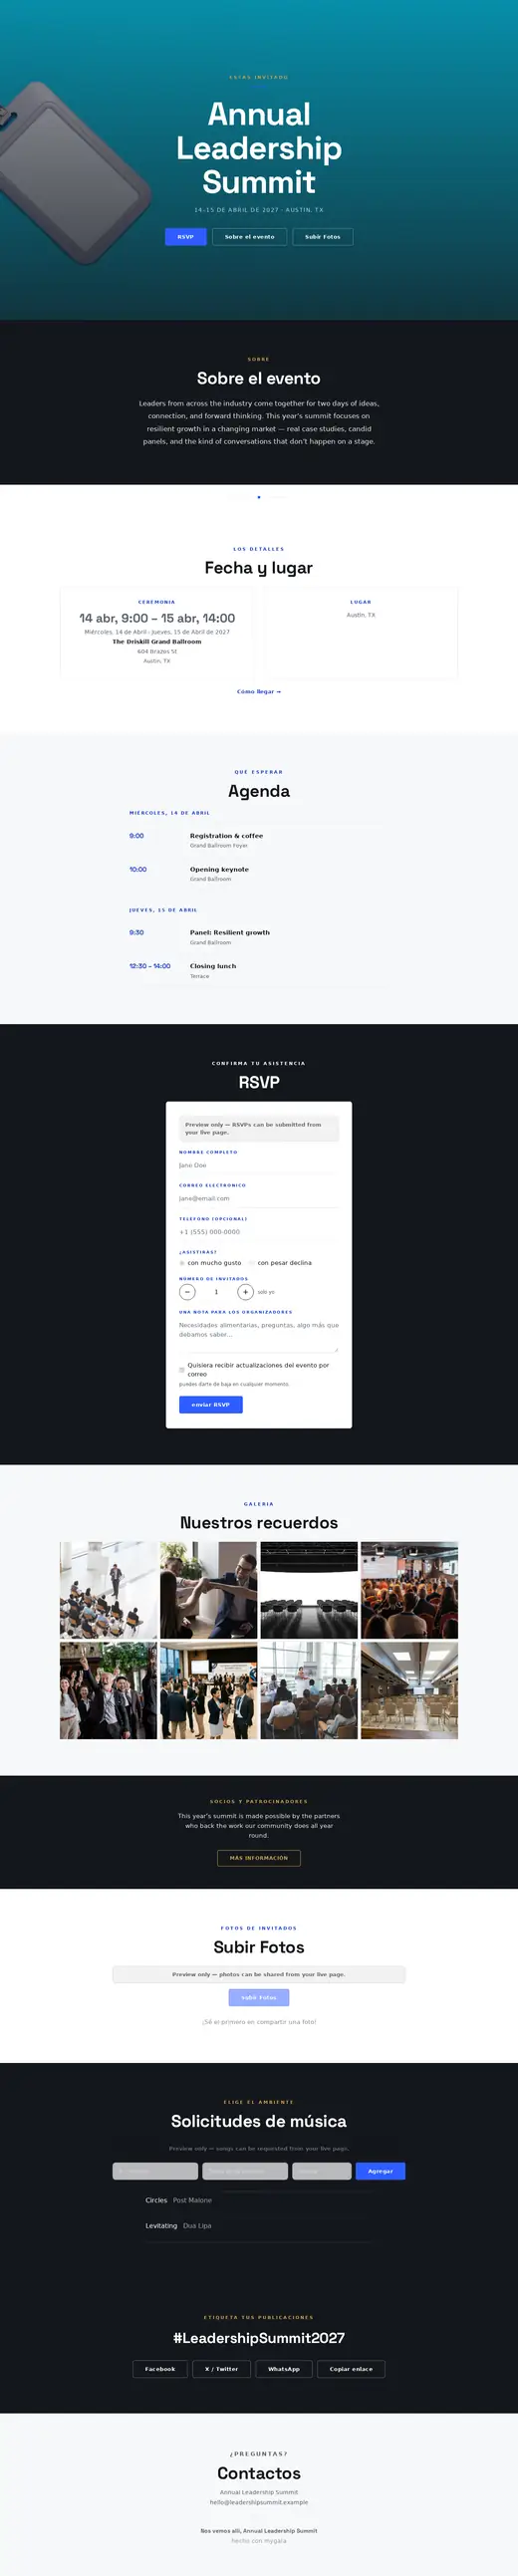 ESTÁS INVITADO
Annual
Leadership
Summit
14–15 DE ABRIL DE 2027 · AUSTIN, TX
RSVP
Sobre el evento
Subir Fotos
SOBRE
Sobre el evento
Leaders from across the industry come together for two days of ideas,
connection, and forward thinking. This year's summit focuses on
resilient growth in a changing market — real case studies, candid
panels, and the kind of conversations that don't happen on a stage.
LOS DETALLES
Fecha y lugar
CEREMONIA
14 abr, 9:00 – 15 abr, 14:00
Miércoles, 14 de Abril - Jueves, 15 de Abril de 2027
The Driskill Grand Ballroom
604 Brazos St
Austin, TX
LUGAR
Austin, TX
Cómo llegar →
QUÉ ESPERAR
Agenda
MIÉRCOLES, 14 DE ABRIL
9:00 Registration & coffee
Grand Ballroom Foyer
10:00 Opening keynote
Grand Ballroom
JUEVES, 15 DE ABRIL
9:30 Panel: Resilient growth
Grand Ballroom
12:30 – 14:00 Closing lunch
Terrace
CONFIRMA TU ASISTENCIA
RSVP
Preview only — RSVPs can be submitted from
your live page.
NOMBRE COMPLETO
Jane Doe
CORREO ELECTRÓNICO
jane@email.com
TELÉFONO (OPCIONAL)
+1 (555) 000-0000
¿ASISTIRÁS?
con mucho gusto
con pesar declina
NÚMERO DE INVITADOS
− 1 + solo yo
UNA NOTA PARA LOS ORGANIZADORES
Necesidades alimentarias, preguntas, algo más que
debamos saber...
Quisiera recibir actualizaciones del evento por
correo
puedes darte de baja en cualquier momento.
enviar RSVP
GALERÍA
Nuestros recuerdos
SOCIOS Y PATROCINADORES
This year's summit is made possible by the partners
who back the work our community does all year
round.
MÁS INFORMACIÓN
FOTOS DE INVITADOS
Subir Fotos
Preview only — photos can be shared from your live page.
Subir Fotos
¡Sé el primero en compartir una foto!
ELIGE EL AMBIENTE
Solicitudes de música
Preview only — songs can be requested from your live page.
Agregar
Circles Post Malone
Levitating Dua Lipa
ETIQUETA TUS PUBLICACIONES
#LeadershipSummit2027
Facebook
X / Twitter
WhatsApp
Copiar enlace
¿PREGUNTAS?
Contactos
Annual Leadership Summit
hello@leadershipsummit.example
Nos vemos allí, Annual Leadership Summit
hecho con mygala